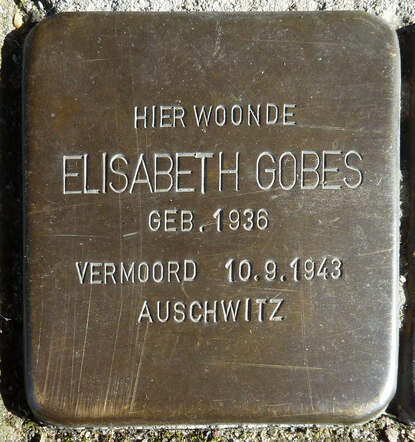 HIER WOONDE
ELISABETH GOBES
GEB. 1936
VERMOORD 10.9.1943
AUSCHWITZ